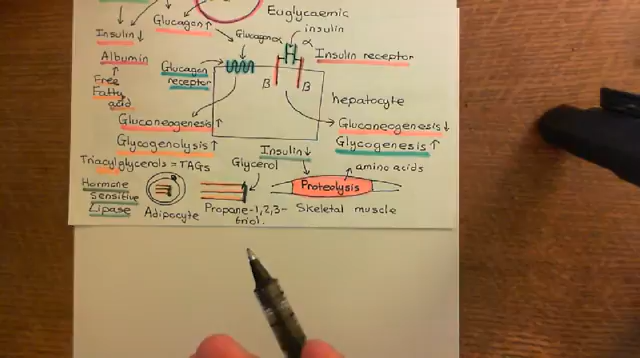 Euglycaemic
Glucagon↑
insulin
Insulin↓
Glucagon
α
Insulin receptor
Albumin
Glucagon
receptor
Free
Fatty
acid
β
β
hepatocyte
Gluconeogenesis↑
Gluconeogenesis↓
Glycogenolysis↑
Glycogenesis↑
Insulin↓
Triacylglycerols = TAGs
Glycerol
amino acids
Hormone
Sensitive
Lipase
Proteolysis
Adipocyte
Propane-1,2,3-
triol.
Skeletal muscle